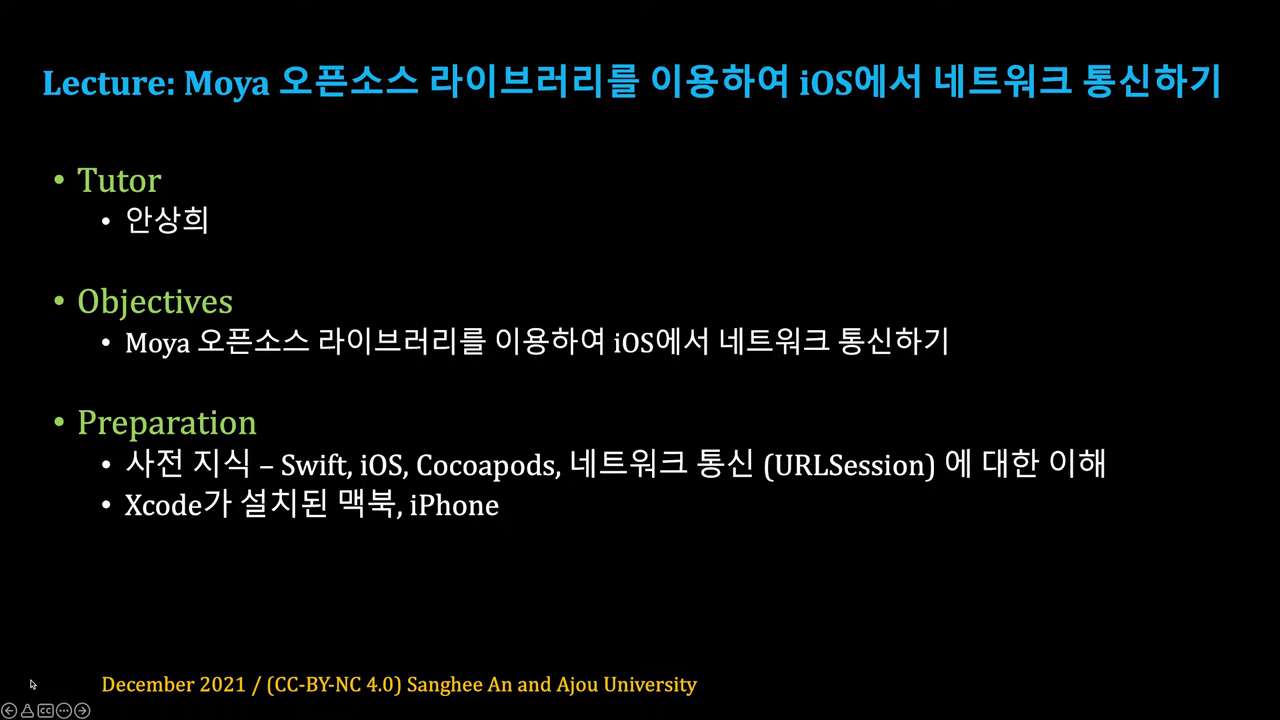 Lecture: Moya 오픈소스 라이브러리를 이용하여 iOS에서 네트워크 통신하기
• Tutor
• 안상희
• Objectives
• Moya 오픈소스 라이브러리를 이용하여 iOS에서 네트워크 통신하기
• Preparation
• 사전 지식 – Swift, iOS, Cocoapods, 네트워크 통신 (URLSession) 에 대한 이해
• Xcode가 설치된 맥북, iPhone
December 2021 / (CC-BY-NC 4.0) Sanghee An and Ajou University
CC